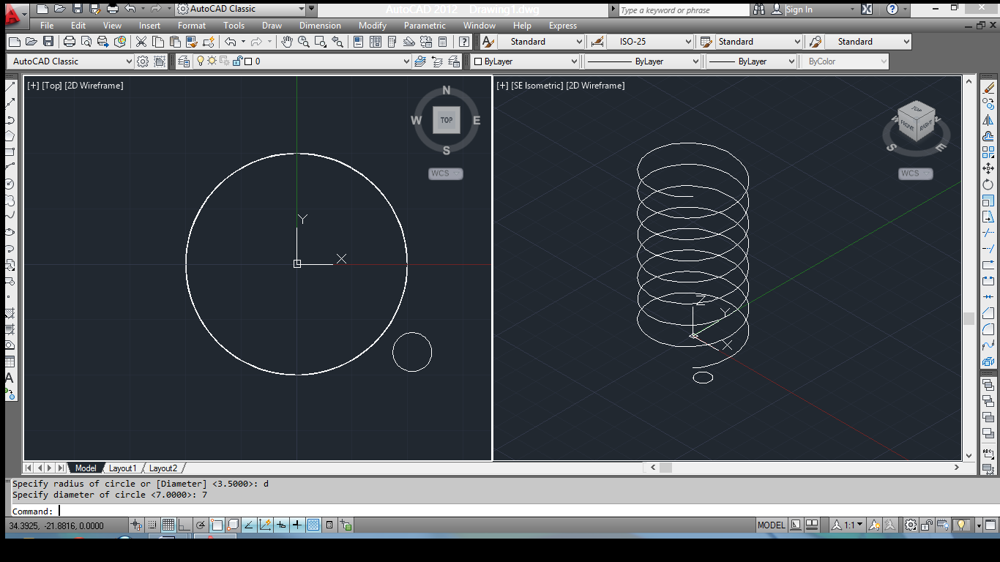 AutoCAD Classic
AutoCAD 2012 Drawing1.dwg
Type a keyword or phrase
Sign In
File Edit View Insert Format Tools Draw Dimension Modify Parametric Window Help Express
Standard ISO-25 Standard Standard
AutoCAD Classic 0 ByLayer ByLayer ByLayer ByColor
[+] [Top] [2D Wireframe]
N
W TOP E
S
WCS
Y
X
[+] [SE Isometric] [2D Wireframe]
TOP
W N
FRONT RIGHT
S E
WCS
Z
Y
X
A
ABC
Model Layout1 Layout2
Specify radius of circle or [Diameter] <3.5000>: d
Specify diameter of circle <7.0000>: 7
Command:
34.3925, -21.8816, 0.0000 MODEL 1:1